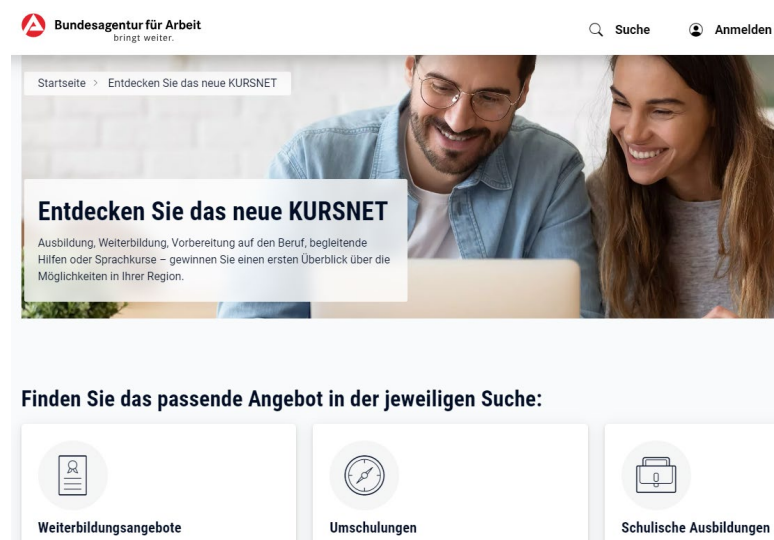 Bundesagentur für Arbeit
bringt weiter.
Suche
Anmelden
Startseite > Entdecken Sie das neue KURSNET
Entdecken Sie das neue KURSNET
Ausbildung, Weiterbildung, Vorbereitung auf den Beruf, begleitende
Hilfen oder Sprachkurse – gewinnen Sie einen ersten Überblick über die
Möglichkeiten in Ihrer Region.
Finden Sie das passende Angebot in der jeweiligen Suche:
Weiterbildungsangebote
Umschulungen
Schulische Ausbildungen